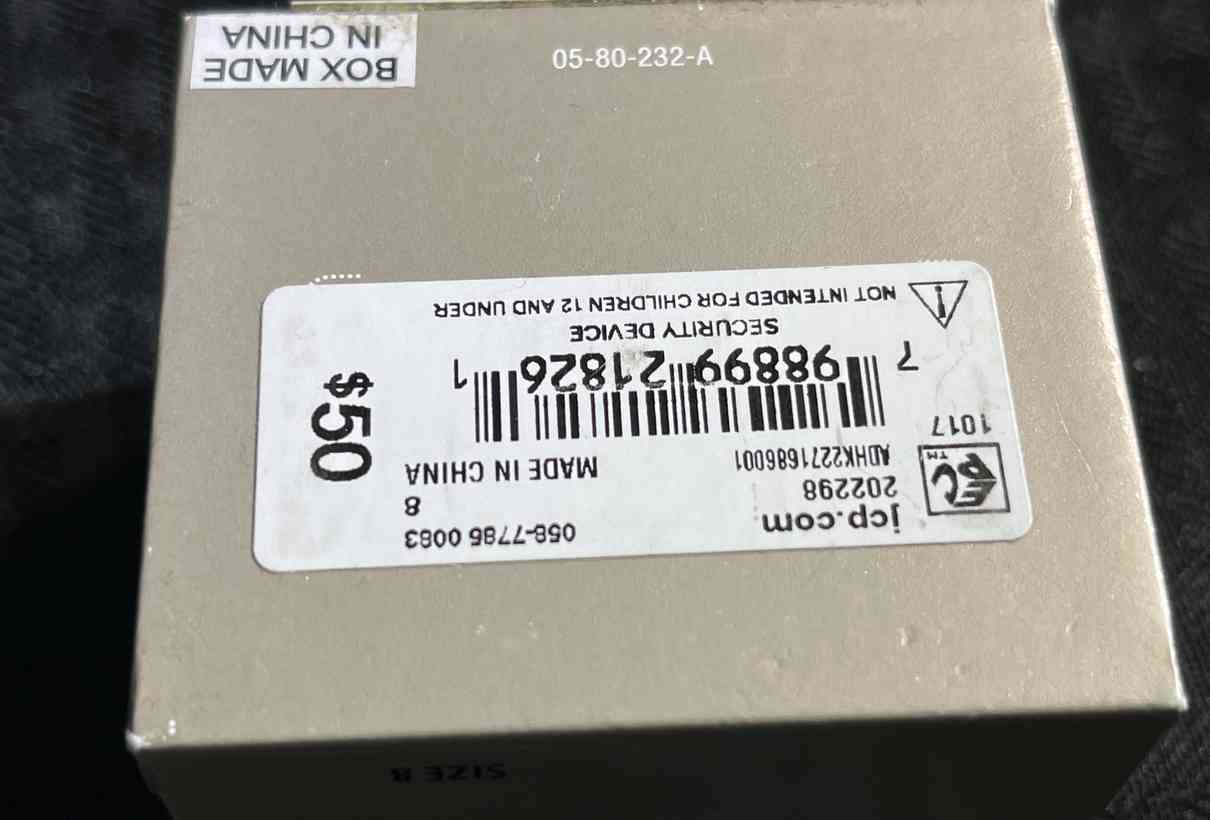 05-80-232-A
BOX MADE
IN CHINA
jcp.com
202298
ADHK2271686001
058-7786 0083
8
MADE IN CHINA
EPC™
1017
7 98899 21826 1
SECURITY DEVICE
NOT INTENDED FOR CHILDREN 12 AND UNDER
$50
SIZE 8